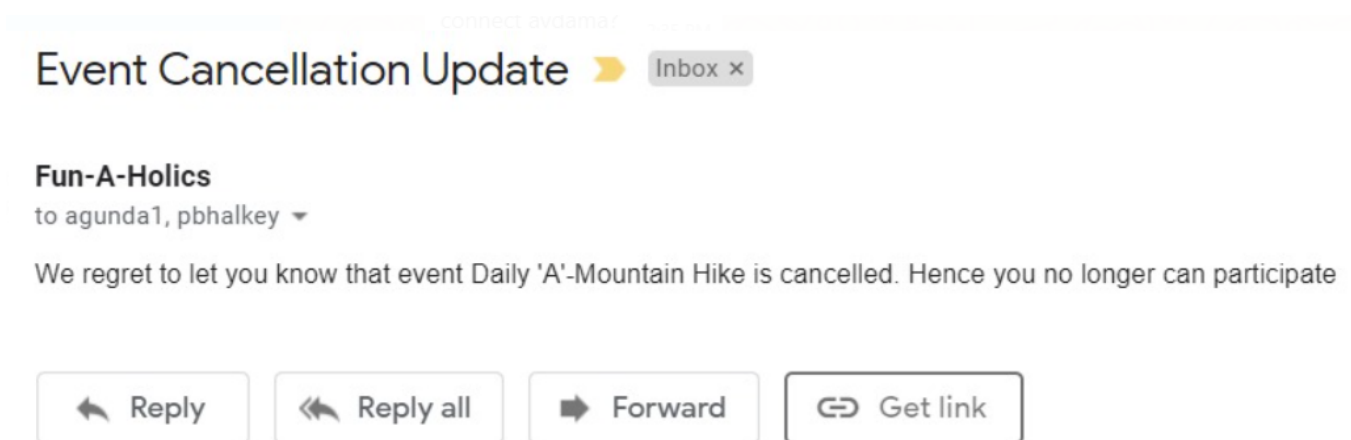 Event Cancellation Update Inbox ×
Fun-A-Holics
to agunda1, pbhalkey
We regret to let you know that event Daily 'A'-Mountain Hike is cancelled. Hence you no longer can participate
Reply Reply all Forward Get link